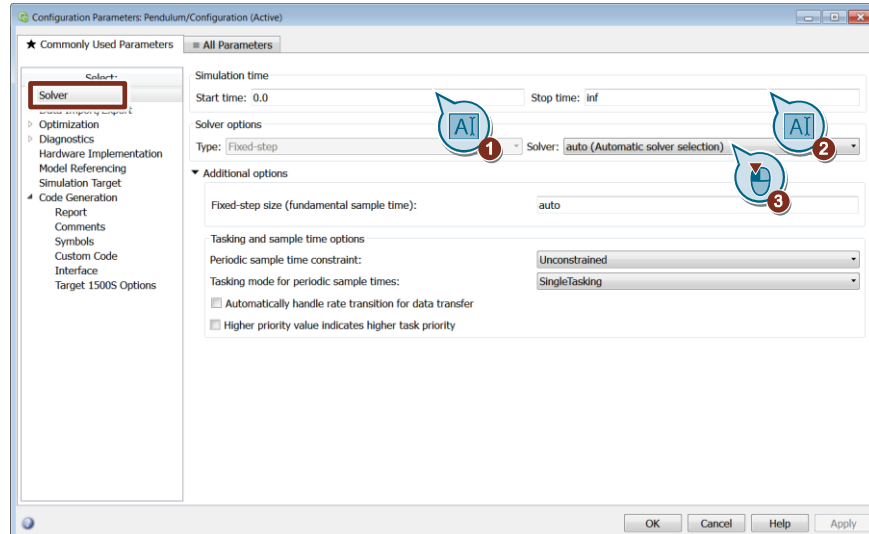 Configuration Parameters: Pendulum/Configuration (Active)
★ Commonly Used Parameters
≡ All Parameters
Select:
Solver
Data Import/Export
Optimization
Diagnostics
Hardware Implementation
Model Referencing
Simulation Target
Code Generation
Report
Comments
Symbols
Custom Code
Interface
Target 1500S Options
Simulation time
Start time: 0.0
Stop time: inf
AI
1
AI
2
Solver options
Type: Fixed-step
Solver: auto (Automatic solver selection)
3
Additional options
Fixed-step size (fundamental sample time): auto
Tasking and sample time options
Periodic sample time constraint: Unconstrained
Tasking mode for periodic sample times: SingleTasking
Automatically handle rate transition for data transfer
Higher priority value indicates higher task priority
OK Cancel Help Apply